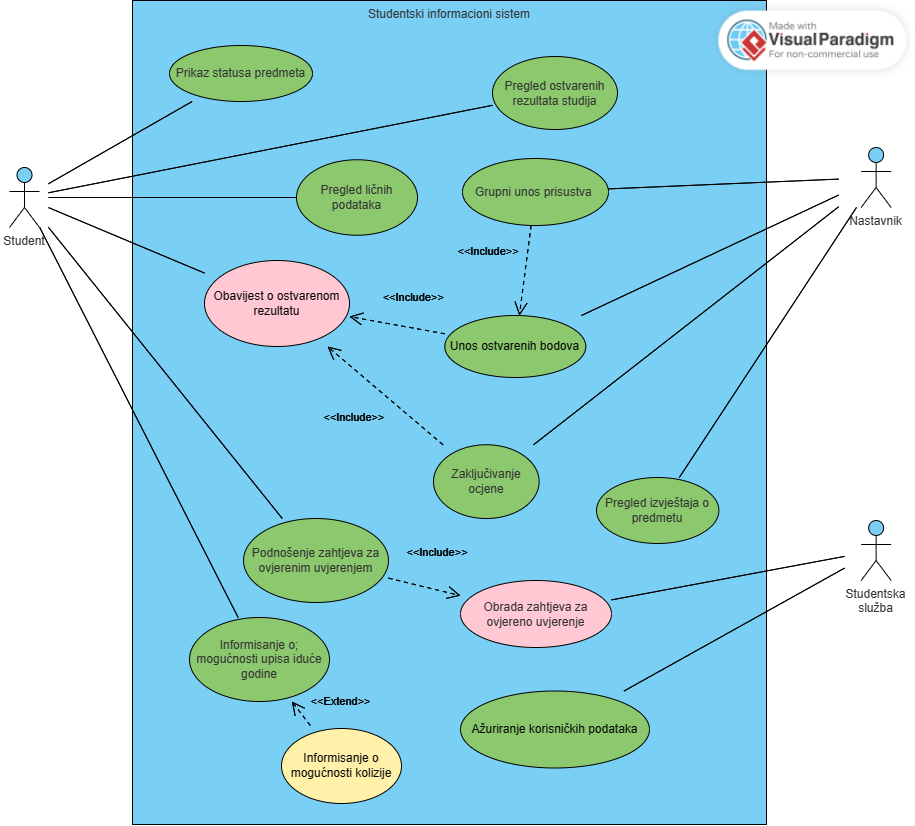 Studentski informacioni sistem
Made with
Visual Paradigm
For non-commercial use
Prikaz statusa predmeta
Pregled ostvarenih
rezultata studija
Pregled ličnih
podataka
Grupni unos prisustva
Student
Nastavnik
<<Include>>
Obavijest o ostvarenom
rezultatu
<<Include>>
Unos ostvarenih bodova
<<Include>>
Zaključivanje
ocjene
Pregled izvještaja o
predmetu
Podnošenje zahtjeva za
ovjerenim uvjerenjem
<<Include>>
Obrada zahtjeva za
ovjereno uvjerenje
Studentska
služba
Informisanje o;
mogućnosti upisa iduće
godine
<<Extend>>
Ažuriranje korisničkih podataka
Informisanje o
mogućnosti kolizije